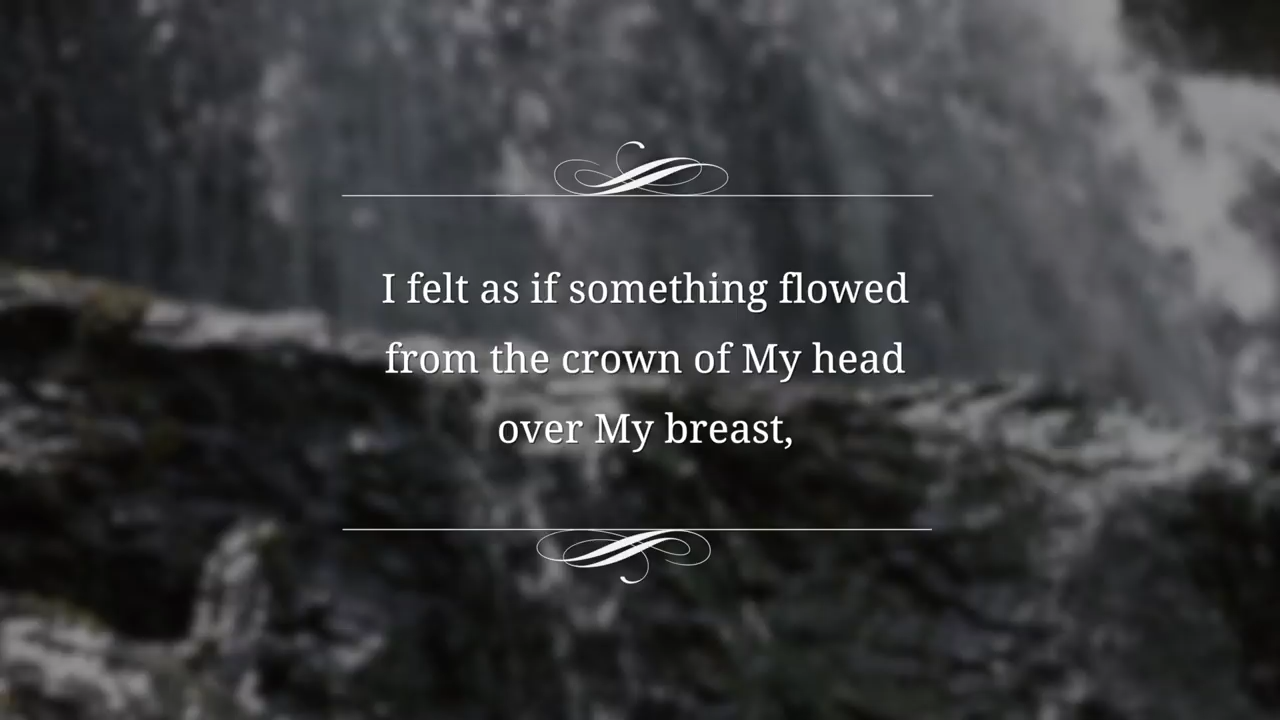 I felt as if something flowed
from the crown of My head
over My breast,